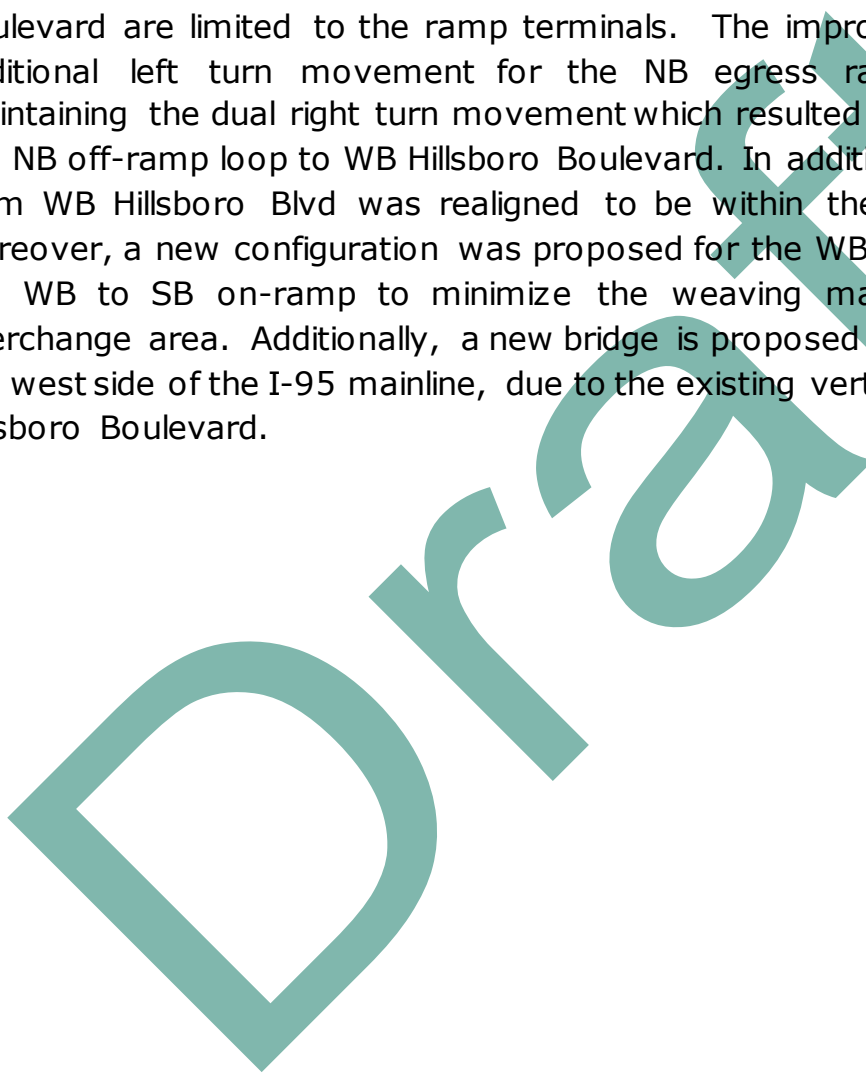 ulevard are limited to the ramp terminals. The impro
ditional left turn movement for the NB egress ra
intaining the dual right turn movement which resulted
NB off-ramp loop to WB Hillsboro Boulevard. In additi
m WB Hillsboro Blvd was realigned to be within the
reover, a new configuration was proposed for the WB
WB to SB on-ramp to minimize the weaving ma
erchange area. Additionally, a new bridge is proposed
west side of the I-95 mainline, due to the existing vert
sboro Boulevard.
Draft